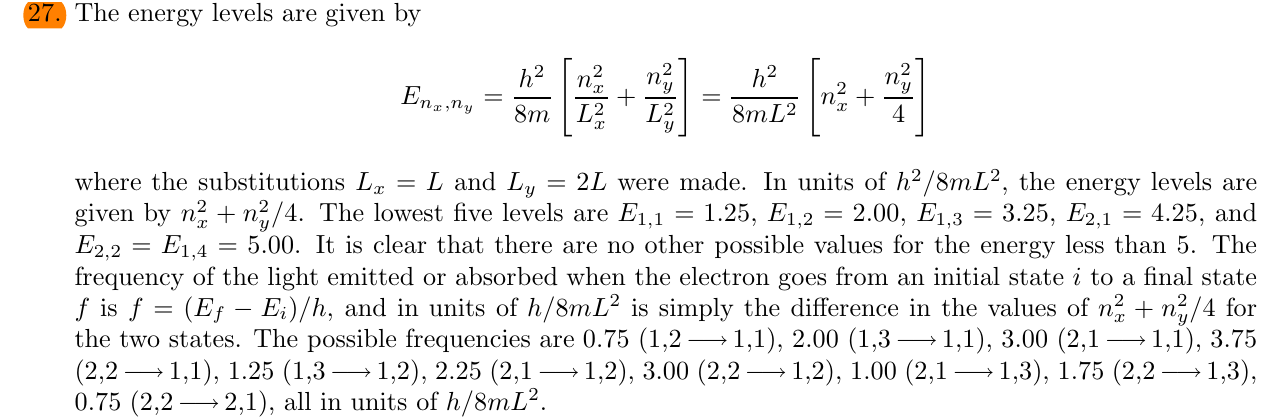 27. The energy levels are given by
E_{n_x,n_y} = \frac{h^2}{8m} \left[ \frac{n_x^2}{L_x^2} + \frac{n_y^2}{L_y^2} \right] = \frac{h^2}{8mL^2} \left[ n_x^2 + \frac{n_y^2}{4} \right]
where the substitutions L_x = L and L_y = 2L were made. In units of h^2/8mL^2, the energy levels are
given by n_x^2 + n_y^2/4. The lowest five levels are E_{1,1} = 1.25, E_{1,2} = 2.00, E_{1,3} = 3.25, E_{2,1} = 4.25, and
E_{2,2} = E_{1,4} = 5.00. It is clear that there are no other possible values for the energy less than 5. The
frequency of the light emitted or absorbed when the electron goes from an initial state i to a final state
f is f = (E_f − E_i)/h, and in units of h/8mL^2 is simply the difference in the values of n_x^2 + n_y^2/4 for
the two states. The possible frequencies are 0.75 (1,2 ⟶ 1,1), 2.00 (1,3 ⟶ 1,1), 3.00 (2,1 ⟶ 1,1), 3.75
(2,2 ⟶ 1,1), 1.25 (1,3 ⟶ 1,2), 2.25 (2,1 ⟶ 1,2), 3.00 (2,2 ⟶ 1,2), 1.00 (2,1 ⟶ 1,3), 1.75 (2,2 ⟶ 1,3),
0.75 (2,2 ⟶ 2,1), all in units of h/8mL^2.